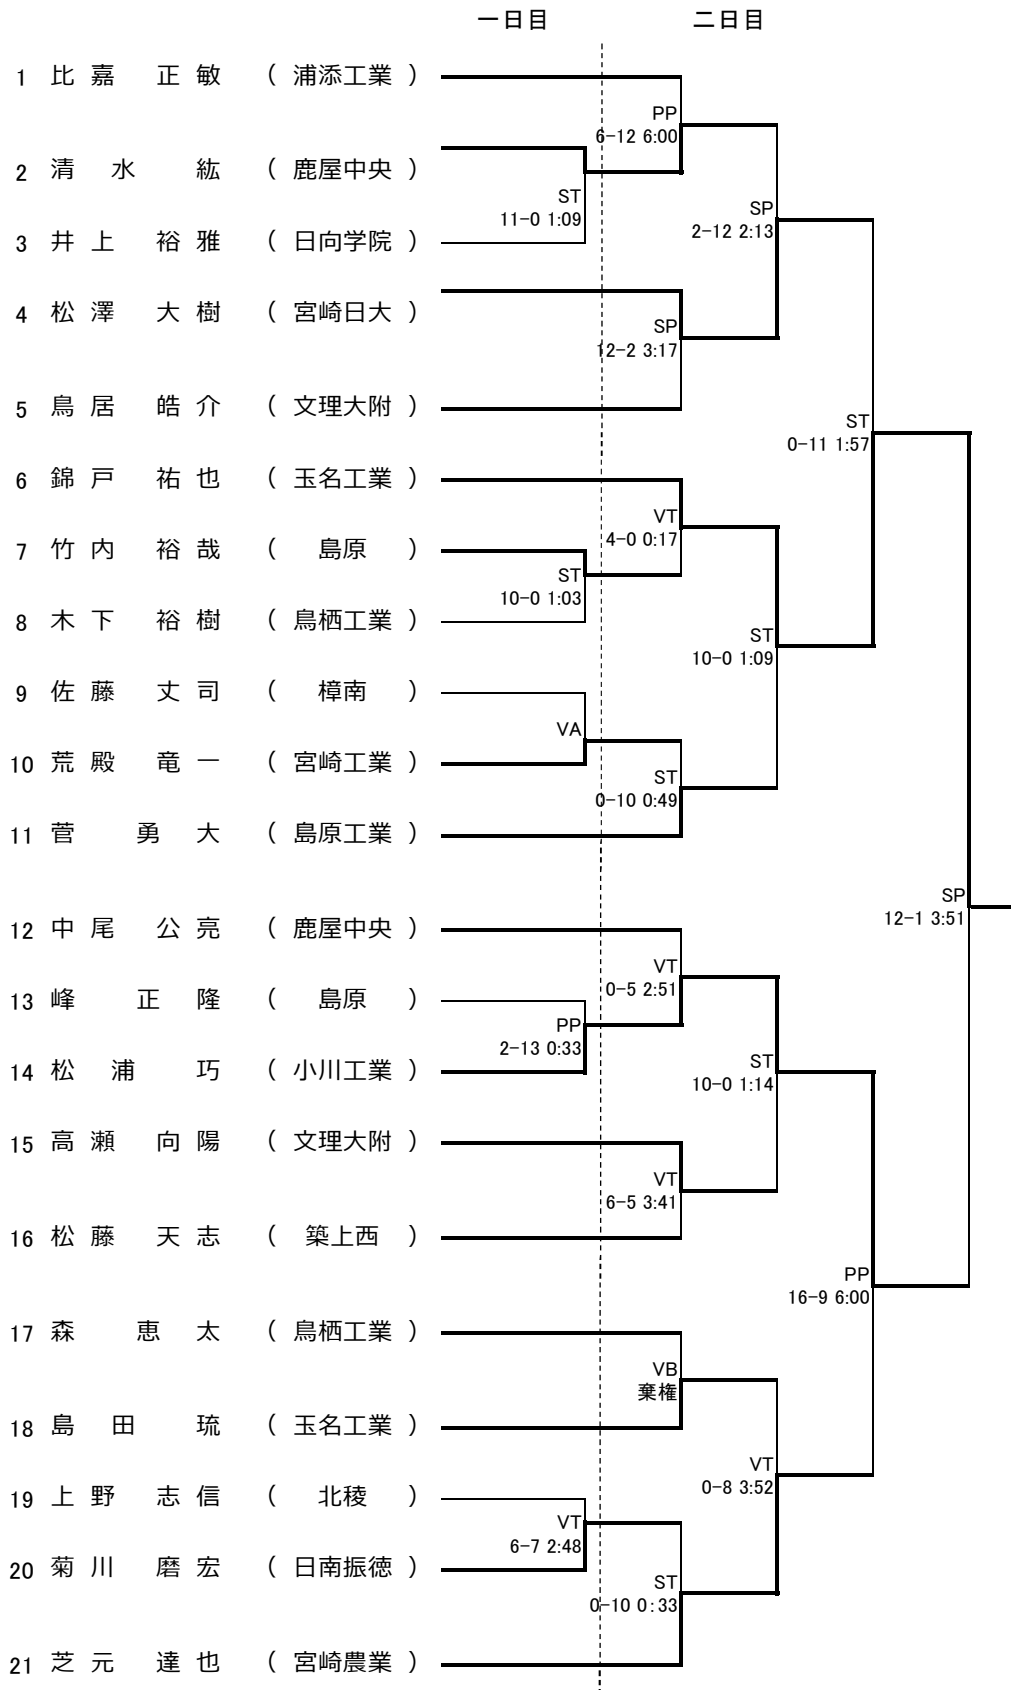 一日目 二日目
1 比嘉 正敏 ( 浦添工業 )
PP
6-12 6:00
2 清水 紘 ( 鹿屋中央 )
ST
11-0 1:09
SP
2-12 2:13
3 井上 裕雅 ( 日向学院 )
4 松澤 大樹 ( 宮崎日大 )
SP
12-2 3:17
5 鳥居 皓介 ( 文理大附 )
ST
0-11 1:57
6 錦戸 祐也 ( 玉名工業 )
VT
4-0 0:17
7 竹内 裕哉 ( 島原 )
ST
10-0 1:03
8 木下 裕樹 ( 鳥栖工業 )
ST
10-0 1:09
9 佐藤 丈司 ( 樟南 )
VA
10 荒殿 竜一 ( 宮崎工業 )
ST
0-10 0:49
11 菅 勇大 ( 島原工業 )
SP
12-1 3:51
12 中尾 公亮 ( 鹿屋中央 )
VT
0-5 2:51
13 峰 正隆 ( 島原 )
PP
2-13 0:33
14 松浦 巧 ( 小川工業 )
ST
10-0 1:14
15 高瀬 向陽 ( 文理大附 )
VT
6-5 3:41
16 松藤 天志 ( 築上西 )
PP
16-9 6:00
17 森 恵太 ( 鳥栖工業 )
VB
棄権
18 島田 琉 ( 玉名工業 )
VT
0-8 3:52
19 上野 志信 ( 北稜 )
VT
6-7 2:48
20 菊川 磨宏 ( 日南振徳 )
ST
0-10 0:33
21 芝元 達也 ( 宮崎農業 )